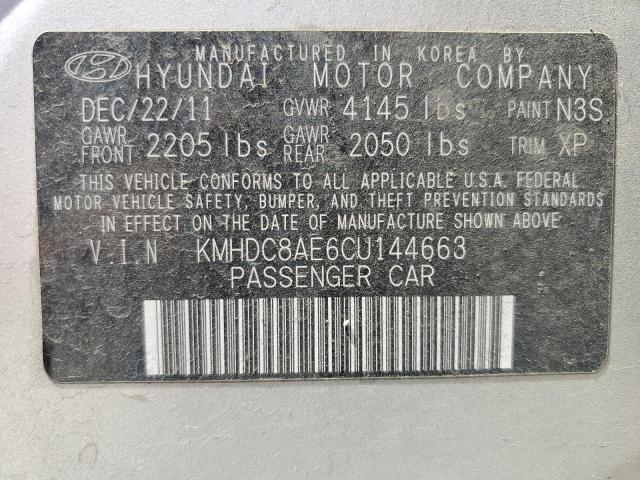 MANUFACTURED IN KOREA BY
HYUNDAI MOTOR COMPANY
DEC/22/11 GVWR 4145 lbs PAINT N3S
GAWR FRONT 2205 lbs GAWR REAR 2050 lbs TRIM XP
THIS VEHICLE CONFORMS TO ALL APPLICABLE U.S.A. FEDERAL
MOTOR VEHICLE SAFETY, BUMPER, AND THEFT PREVENTION STANDARDS
IN EFFECT ON THE DATE OF MANUFACTURE SHOWN ABOVE.
V.I.N KMHDC8AE6CU144663
PASSENGER CAR